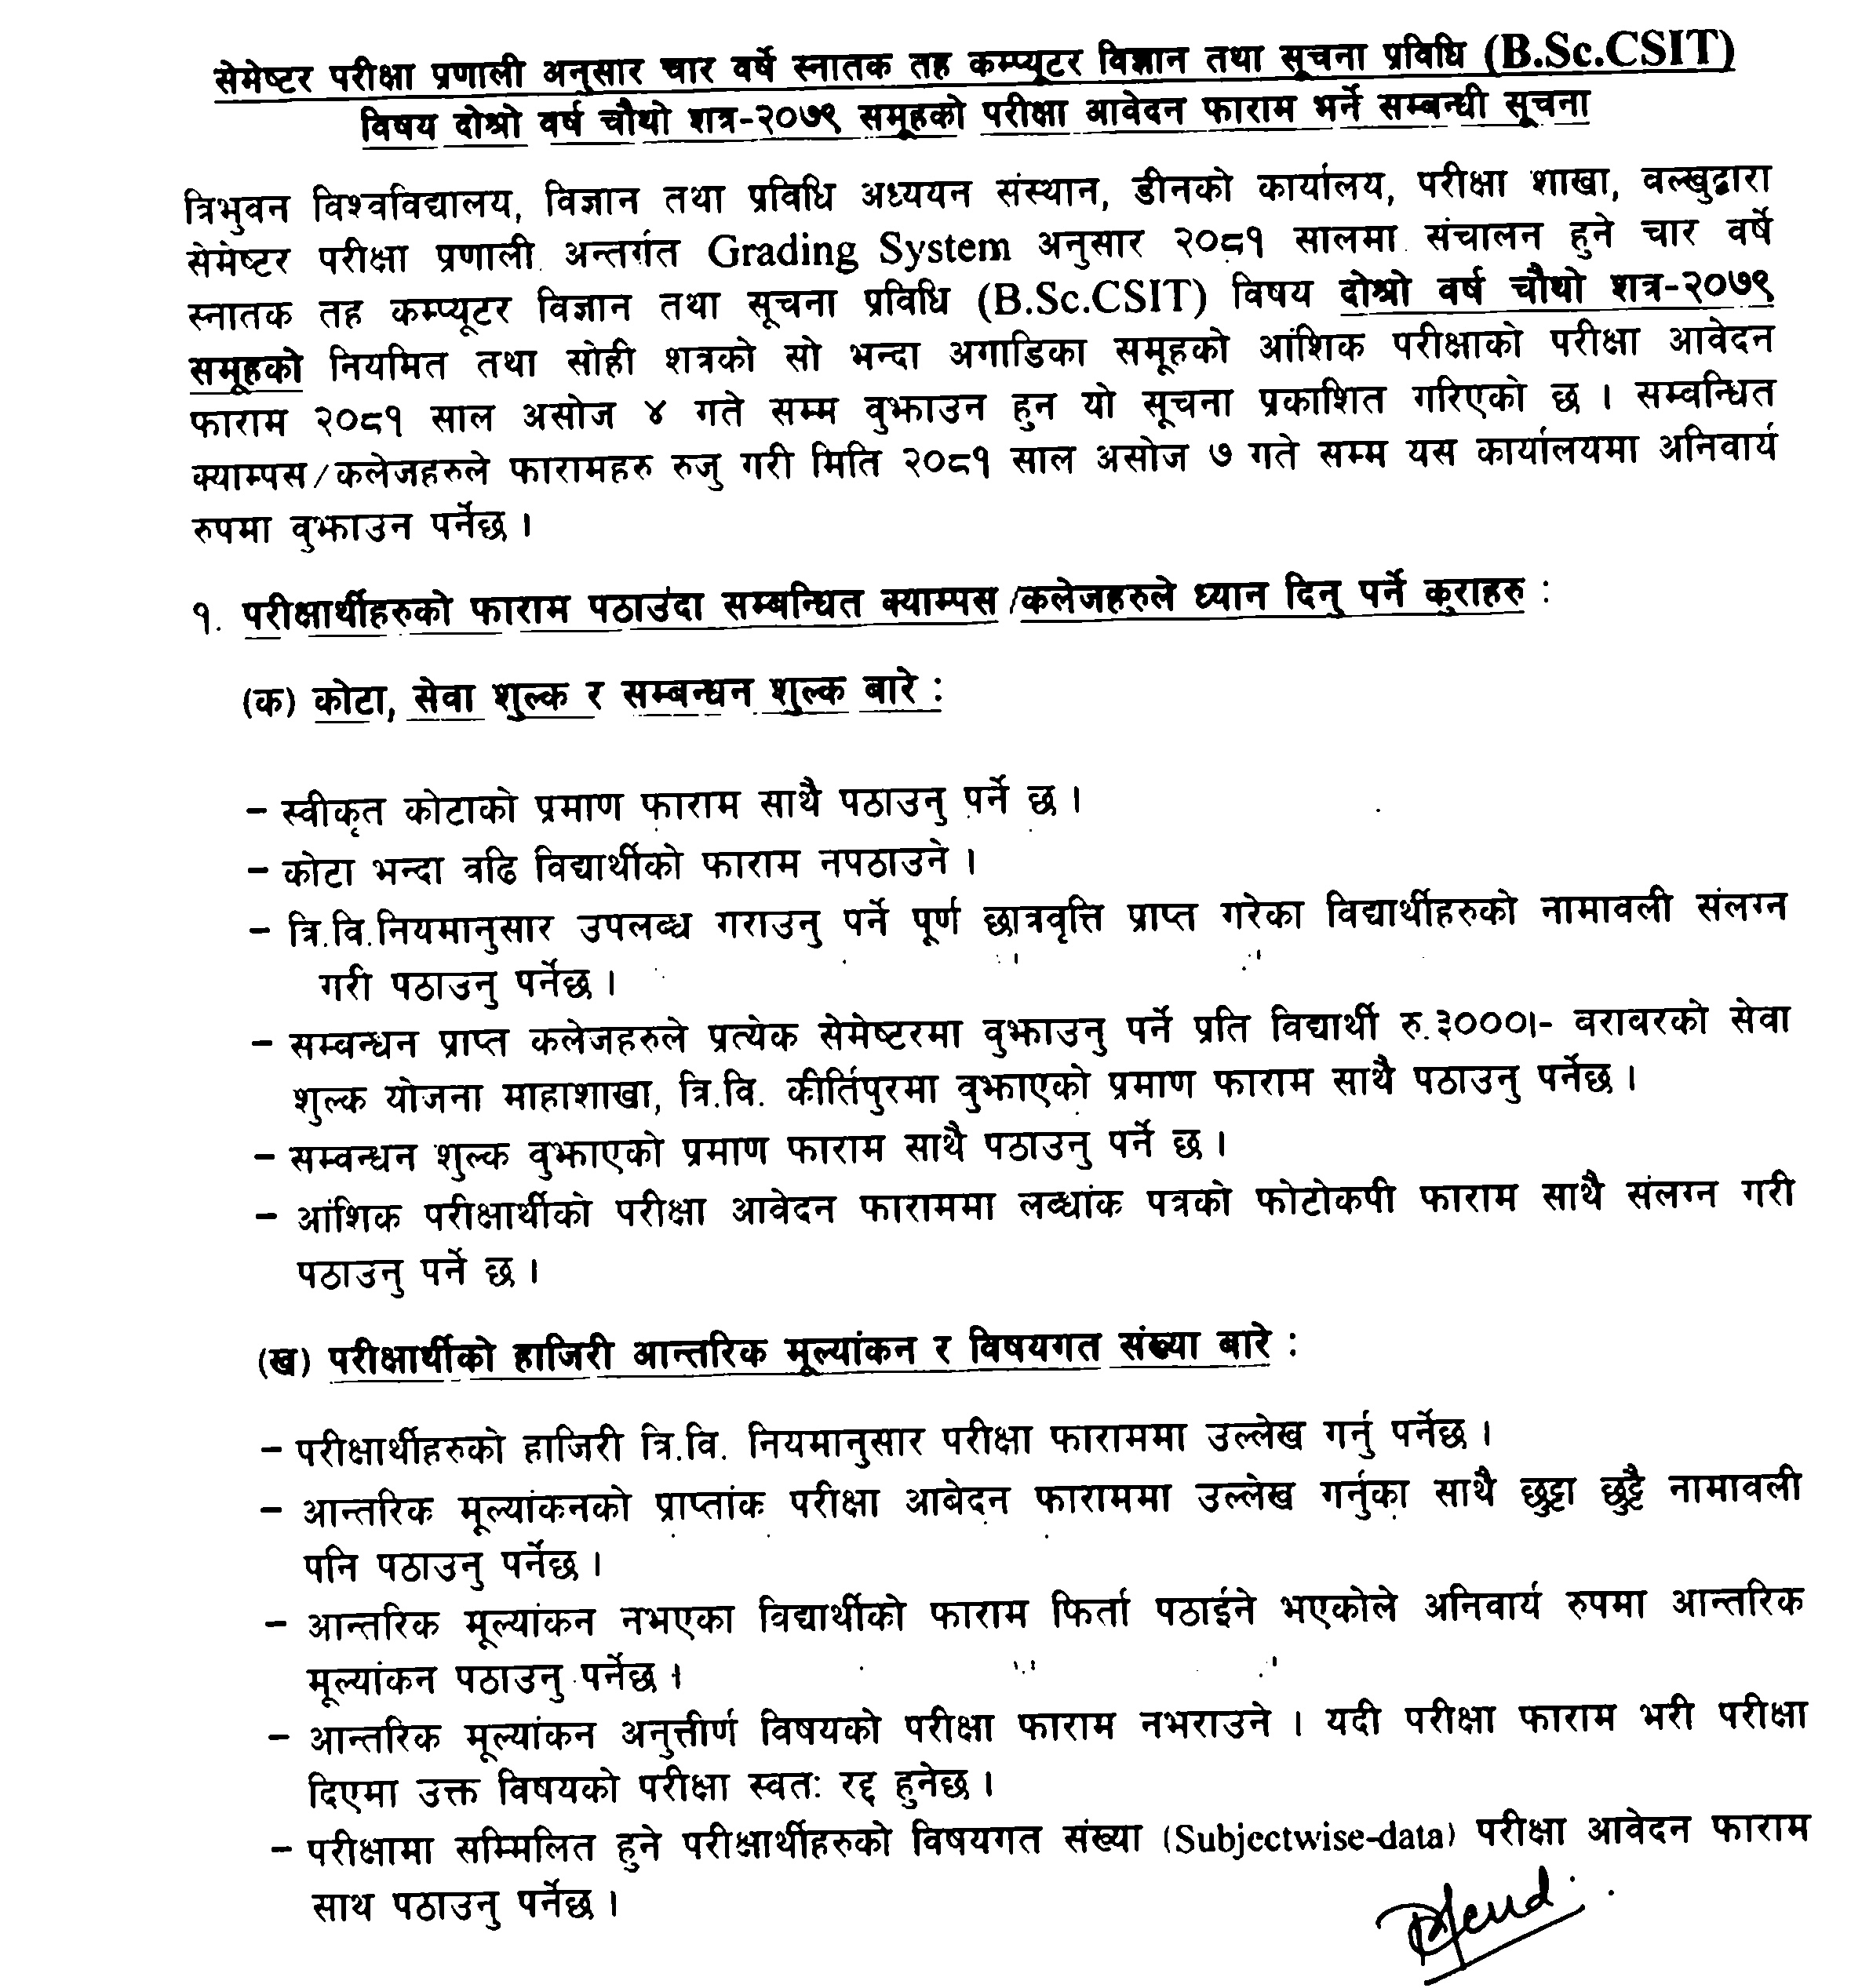 सेमेष्टर परीक्षा प्रणाली अनुसार चार वर्षे स्नातक तह कम्प्यूटर विज्ञान तथा सूचना प्रविधि (B.Sc.CSIT)
विषय दोश्रो वर्ष चौथो शत्र-२०७९ समूहको परीक्षा आवेदन फाराम भर्ने सम्बन्धी सूचना
त्रिभुवन विश्वविद्यालय, विज्ञान तथा प्रविधि अध्ययन संस्थान, डीनको कार्यालय, परीक्षा शाखा, वल्खुद्वारा
सेमेष्टर परीक्षा प्रणाली अन्तर्गत Grading System अनुसार २०८१ सालमा संचालन हुने चार वर्षे
स्नातक तह कम्प्यूटर विज्ञान तथा सूचना प्रविधि (B.Sc.CSIT) विषय दोश्रो वर्ष चौथो शत्र-२०७९
समूहको नियमित तथा सोही शत्रको सो भन्दा अगाडिका समूहको आंशिक परीक्षाको परीक्षा आवेदन
फाराम २०८१ साल असोज ४ गते सम्म वुझाउन हुन यो सूचना प्रकाशित गरिएको छ । सम्वन्धित
क्याम्पस/कलेजहरुले फारामहरु रुजु गरी मिति २०८१ साल असोज ७ गते सम्म यस कार्यालयमा अनिवार्य
रुपमा वुझाउन पर्नेछ ।
१. परीक्षार्थीहरुको फाराम पठाउंदा सम्बन्धित क्याम्पस/कलेजहरुले ध्यान दिनु पर्ने कुराहरु :
(क) कोटा, सेवा शुल्क र सम्बन्धन शुल्क बारे :
– स्वीकृत कोटाको प्रमाण फाराम साथै पठाउनु पर्ने छ ।
– कोटा भन्दा वढि विद्यार्थीको फाराम नपठाउने ।
– त्रि.वि.नियमानुसार उपलब्ध गराउनु पर्ने पूर्ण छात्रवृत्ति प्राप्त गरेका विद्यार्थीहरुको नामावली संलग्न
गरी पठाउनु पर्नेछ ।
– सम्वन्धन प्राप्त कलेजहरुले प्रत्येक सेमेष्टरमा वुझाउनु पर्ने प्रति विद्यार्थी रु.३०००।- वरावरको सेवा
शुल्क योजना माहाशाखा, त्रि.वि. कीर्तिपुरमा वुझाएको प्रमाण फाराम साथै पठाउनु पर्नेछ ।
– सम्वन्धन शुल्क वुझाएको प्रमाण फाराम साथै पठाउनु पर्ने छ ।
– आंशिक परीक्षार्थीको परीक्षा आवेदन फाराममा लब्धांक पत्रको फोटोकपी फाराम साथै संलग्न गरी
पठाउनु पर्ने छ ।
(ख) परीक्षार्थीको हाजिरी आन्तरिक मूल्यांकन र विषयगत संख्या बारे :
– परीक्षार्थीहरुको हाजिरी त्रि.वि. नियमानुसार परीक्षा फाराममा उल्लेख गर्नु पर्नेछ ।
– आन्तरिक मूल्यांकनको प्राप्तांक परीक्षा आबेदन फाराममा उल्लेख गर्नुका साथै छुट्टा छुट्टै नामावली
पनि पठाउनु पर्नेछ ।
– आन्तरिक मूल्यांकन नभएका विद्यार्थीको फाराम फिर्ता पठाईने भएकोले अनिवार्य रुपमा आन्तरिक
मूल्यांकन पठाउनु पर्नेछ ।
– आन्तरिक मूल्यांकन अनुत्तीर्ण विषयको परीक्षा फाराम नभराउने । यदी परीक्षा फाराम भरी परीक्षा
दिएमा उक्त विषयको परीक्षा स्वतः रद्द हुनेछ ।
– परीक्षामा सम्मिलित हुने परीक्षार्थीहरुको विषयगत संख्या (Subjectwise-data) परीक्षा आवेदन फाराम
साथ पठाउनु पर्नेछ ।